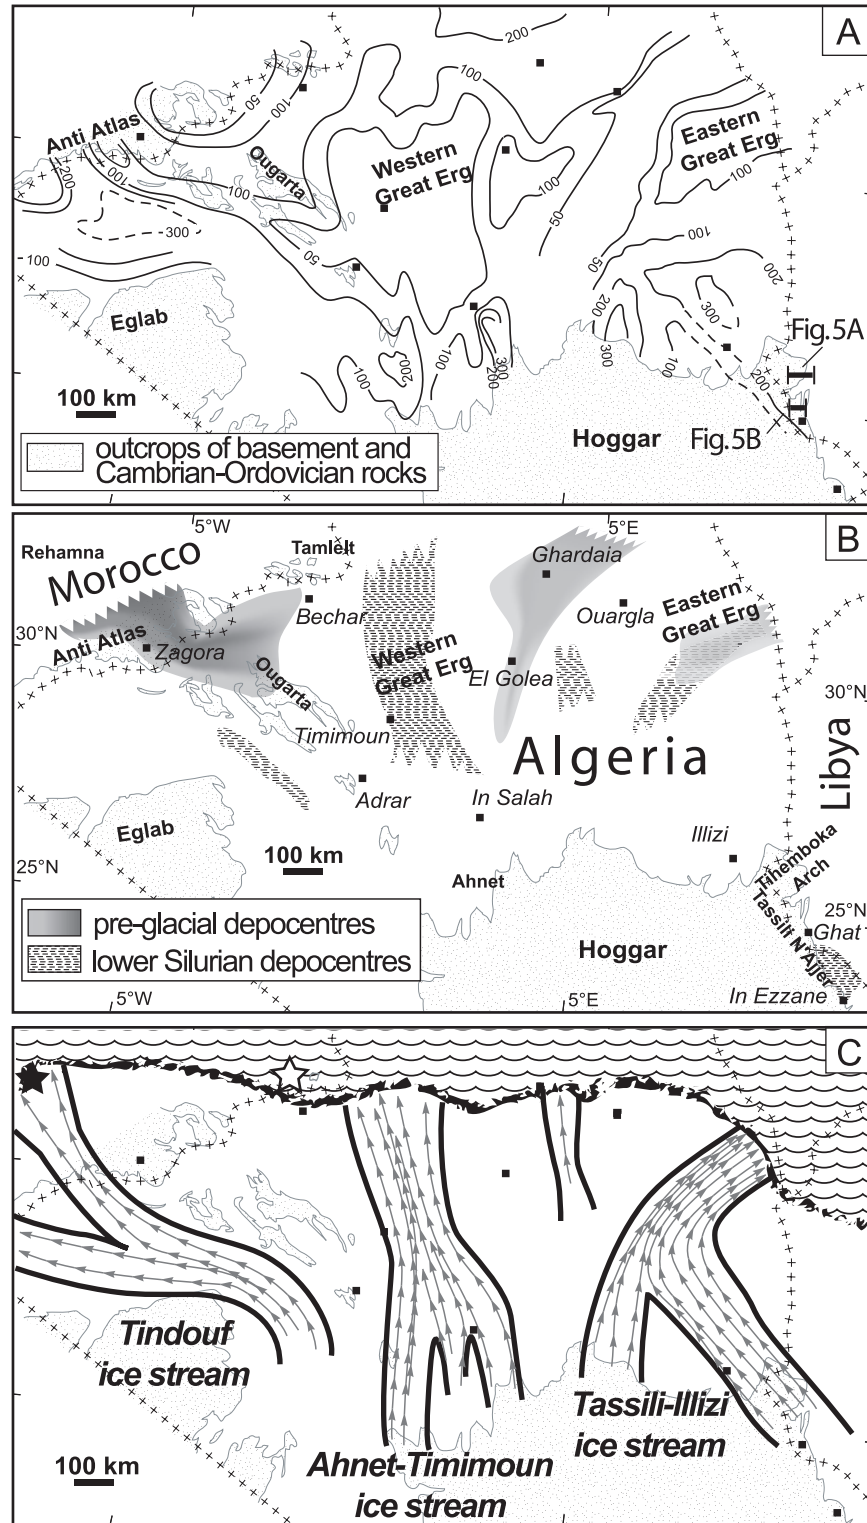 A
200
100
50
100
Anti Atlas
Eastern
Great Erg
Western
Great Erg
Ougarta
200
100
100
100
100
300
50
50
100
100
50
200
Eglab
200
300
300
Fig.5A
100
200
100
300
200
100
200
100 km
Hoggar
Fig.5B
outcrops of basement and
Cambrian-Ordovician rocks
B
5°W
5°E
Rehamna
Tamlelt
Morocco
Ghardaia
Bechar
Ouargla
Eastern
Great Erg
30°N
Anti Atlas
Zagora
Western
Great Erg
Ougarta
El Golea
30°N
Timimoun
Algeria
Libya
Adrar
In Salah
Eglab
Illizi
100 km
25°N
Ahnet
Tihemboka
Arch
25°N
Tassili N'Ajjer
Ghat
pre-glacial depocentres
lower Silurian depocentres
Hoggar
In Ezzane
5°W
5°E
C
Tindouf
ice stream
Tassili-Illizi
ice stream
Ahnet-Timimoun
ice stream
100 km